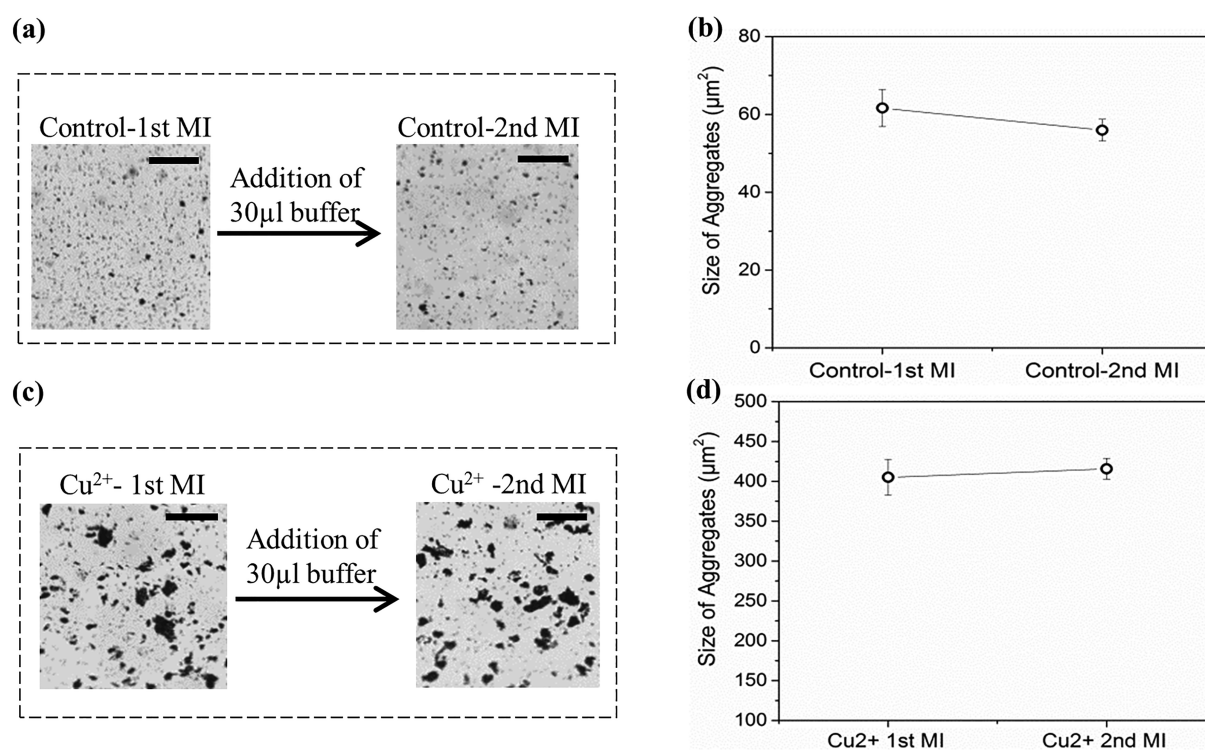 (a)
Control-1st MI
Addition of
30µl buffer
Control-2nd MI
(b)
Size of Aggregates (µm²)
80
60
40
20
0
Control-1st MI
Control-2nd MI
(c)
Cu²⁺- 1st MI
Addition of
30µl buffer
Cu²⁺ -2nd MI
(d)
Size of Aggregates (µm²)
500
450
400
350
300
250
200
150
100
Cu2+ 1st MI
Cu2+ 2nd MI